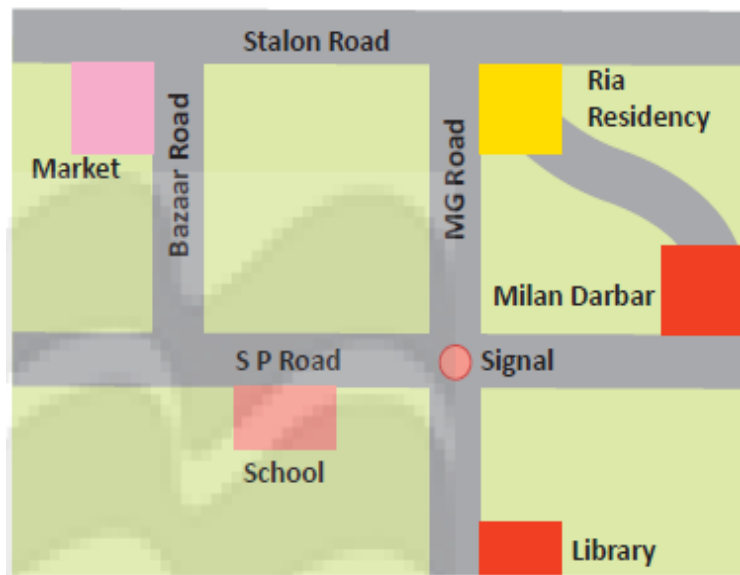 Stalon Road
Ria
Residency
Market
Bazaar Road
MG Road
Milan Darbar
S P Road
Signal
School
Library